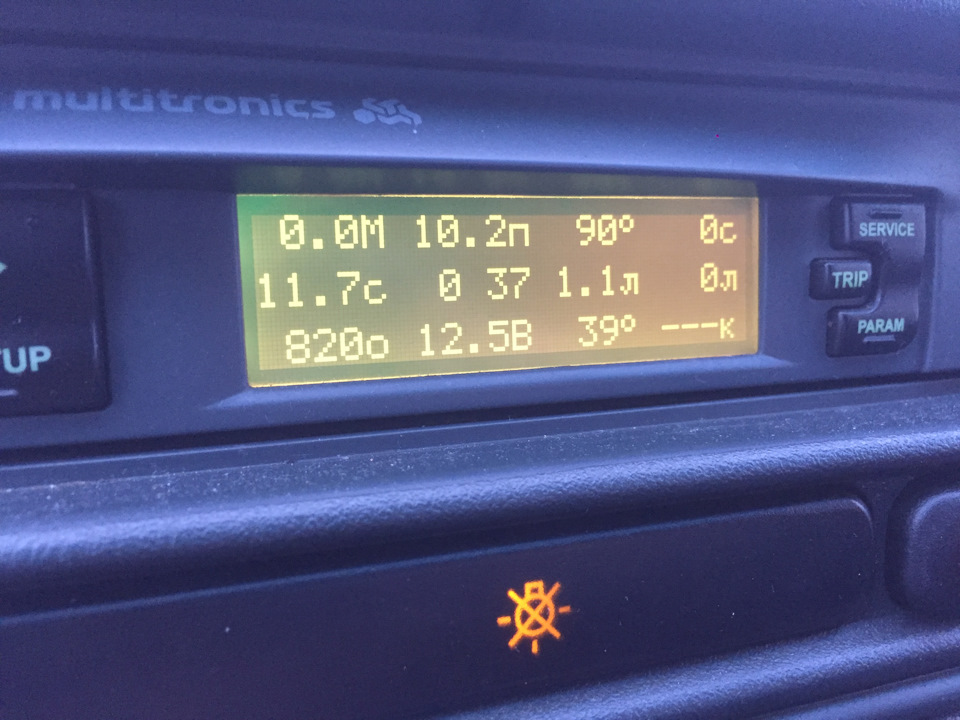 multitronics
0.0М 10.2п 90° 0с
11.7с 0 37 1.1л 0л
820о 12.5В 39° ---к
SERVICE
TRIP
PARAM